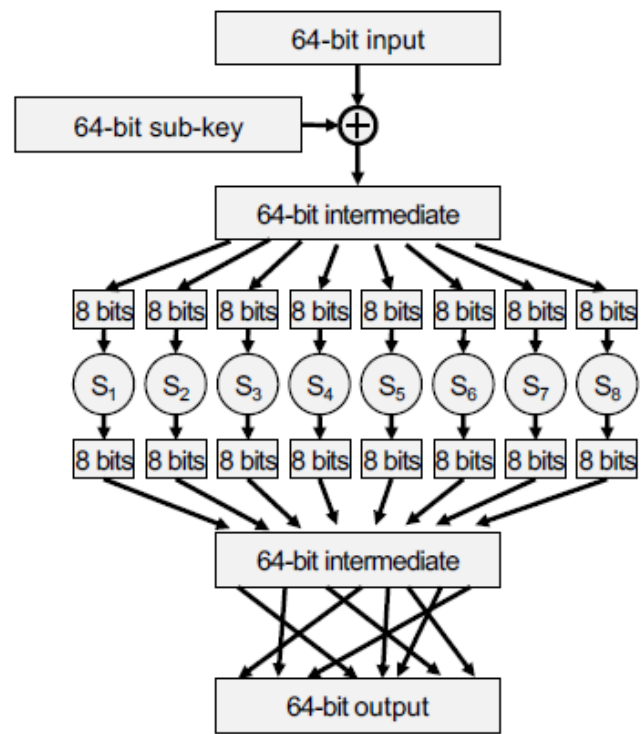 64-bit input
64-bit sub-key
64-bit intermediate
8 bits 8 bits 8 bits 8 bits 8 bits 8 bits 8 bits 8 bits
S₁ S₂ S₃ S₄ S₅ S₆ S₇ S₈
8 bits 8 bits 8 bits 8 bits 8 bits 8 bits 8 bits 8 bits
64-bit intermediate
64-bit output